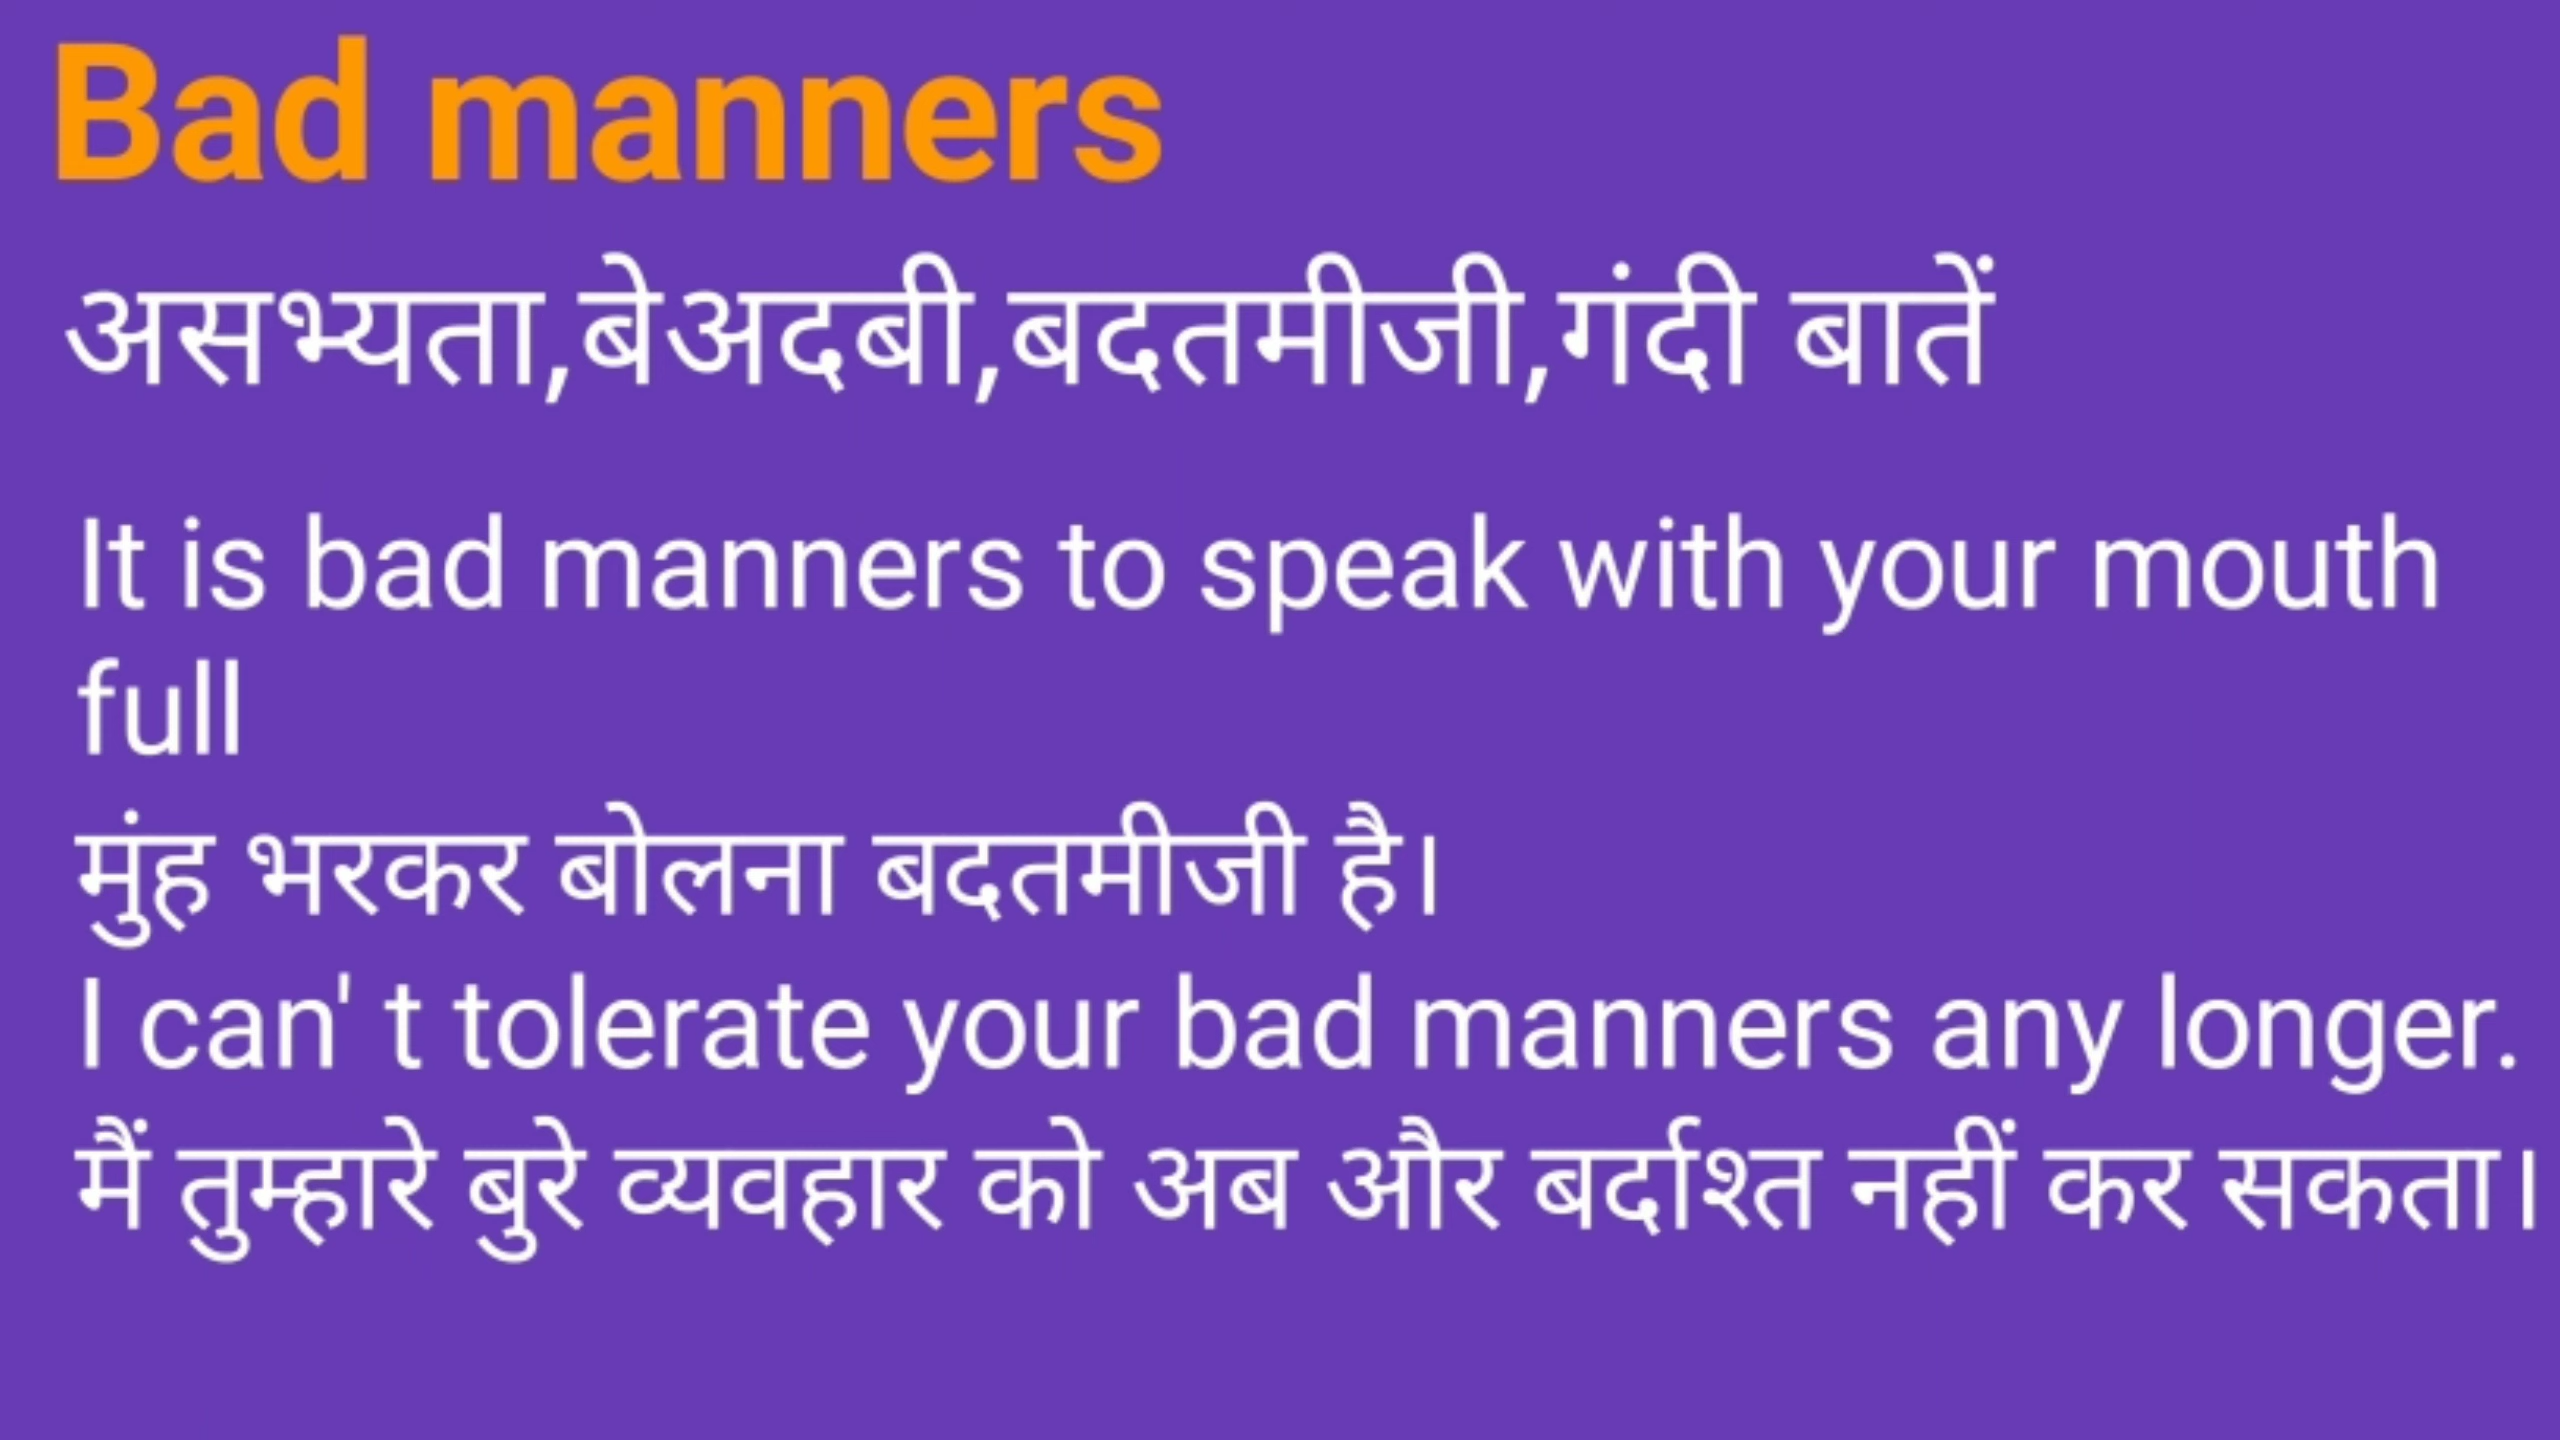 Bad manners
असभ्यता,बेअदबी,बदतमीजी,गंदी बातें
It is bad manners to speak with your mouth
full
मुंह भरकर बोलना बदतमीजी है।
I can' t tolerate your bad manners any longer.
मैं तुम्हारे बुरे व्यवहार को अब और बर्दाश्त नहीं कर सकता।